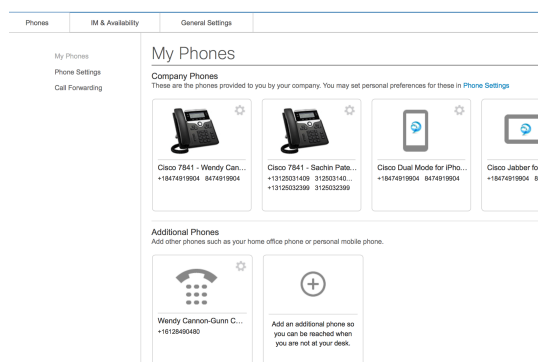 Phones IM & Availability General Settings
My Phones
Phone Settings
Call Forwarding
My Phones
Company Phones
These are the phones provided to you by your company. You may set personal preferences for these in Phone Settings
Cisco 7841 - Wendy Can...
+18474919904 8474919904
Cisco 7841 - Sachin Pate...
+13125031409 312503140...
+13125032399 3125032399
Cisco Dual Mode for iPho...
+18474919904 8474919904
Cisco Jabber fo
+18474919904 8
Additional Phones
Add other phones such as your home office phone or personal mobile phone.
Wendy Cannon-Gunn C...
+16128490480
Add an additional phone so
you can be reached when
you are not at your desk.